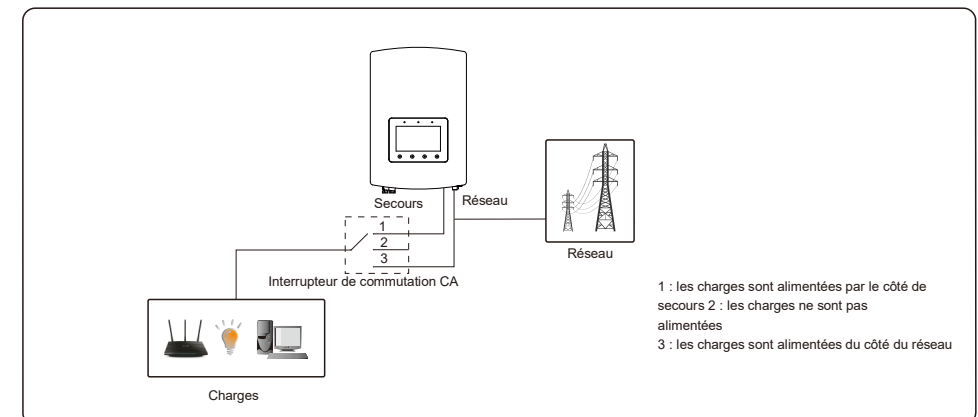 Secours
Réseau
1
2
3
Interrupteur de commutation CA
Réseau
Charges
1 : les charges sont alimentées par le côté de
secours 2 : les charges ne sont pas
alimentées
3 : les charges sont alimentées du côté du réseau